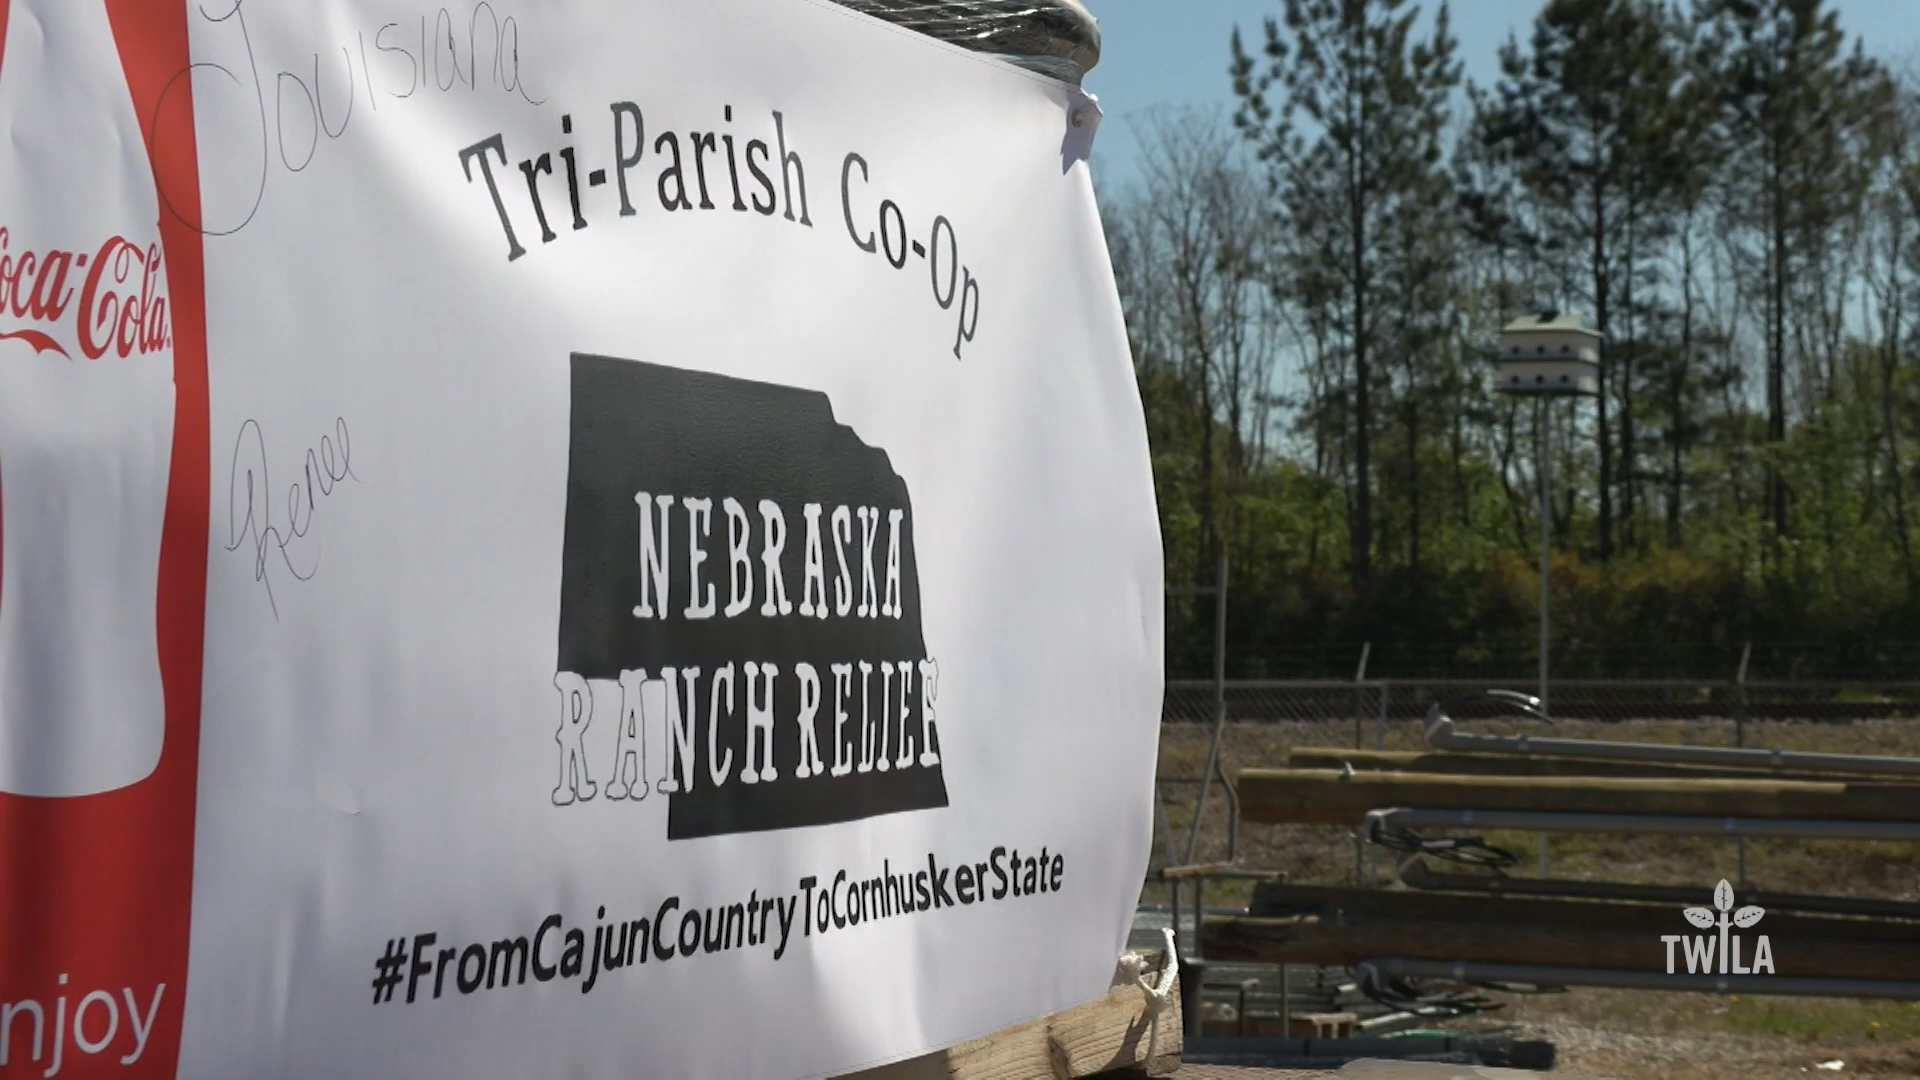 Louisiana
Tri-Parish Co-Op
Coca-Cola
Renee
NEBRASKA
RANCH RELIEF
#FromCajunCountryToCornhuskerState
njoy
TWILA